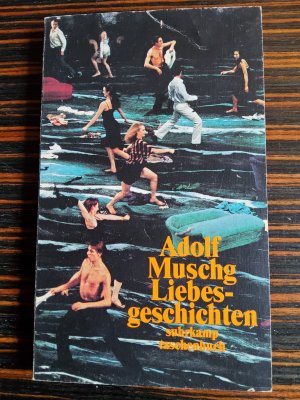 Adolf
Muschg
Liebes-
geschichten
suhrkamp
taschenbuch